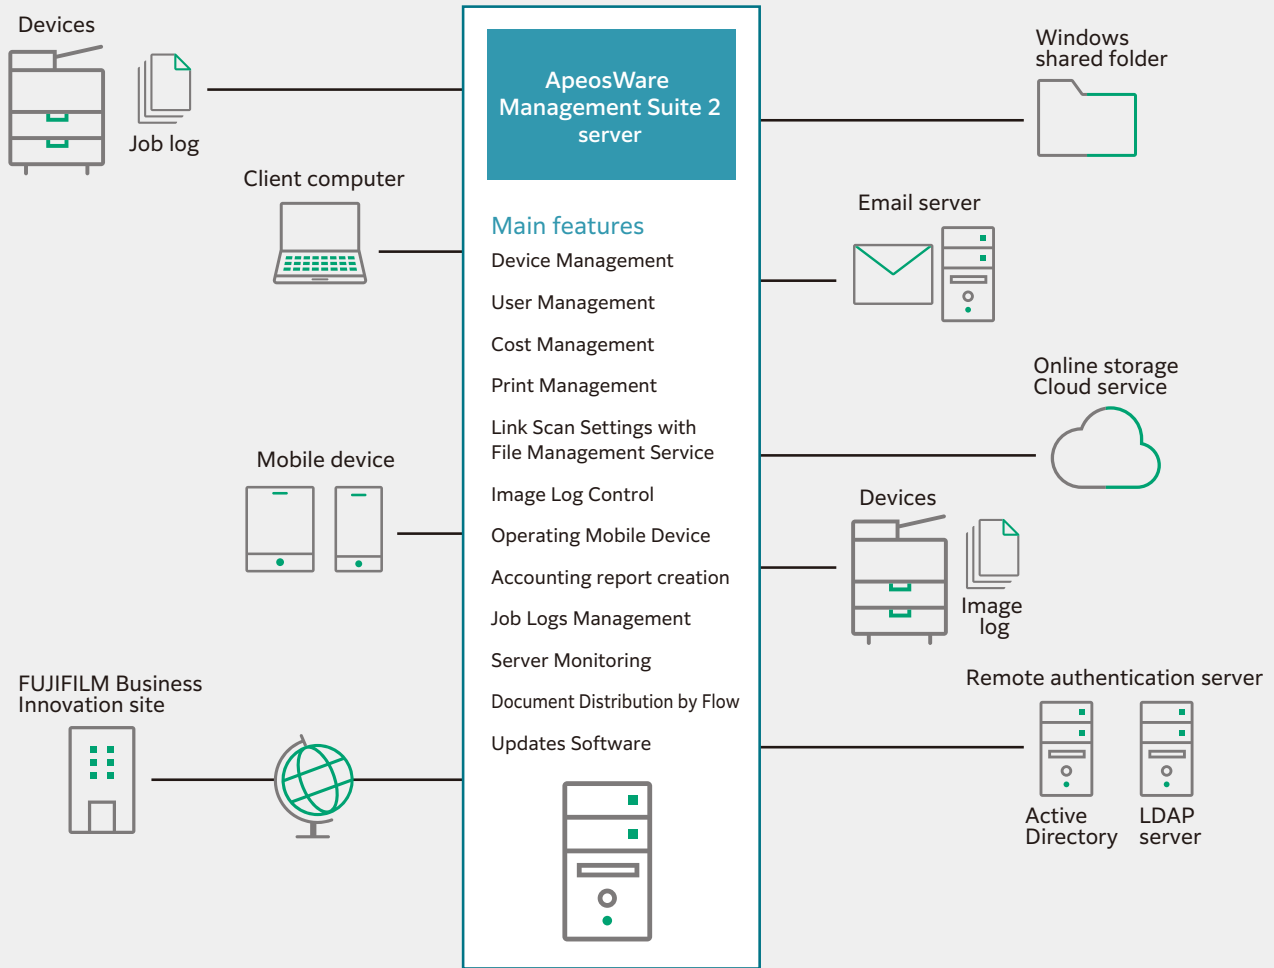 Devices
Job log
Client computer
Mobile device
FUJIFILM Business
Innovation site
ApeosWare
Management Suite 2
server
Main features
Device Management
User Management
Cost Management
Print Management
Link Scan Settings with
File Management Service
Image Log Control
Operating Mobile Device
Accounting report creation
Job Logs Management
Server Monitoring
Document Distribution by Flow
Updates Software
Windows
shared folder
Email server
Online storage
Cloud service
Devices
Image
log
Remote authentication server
Active
Directory
LDAP
server